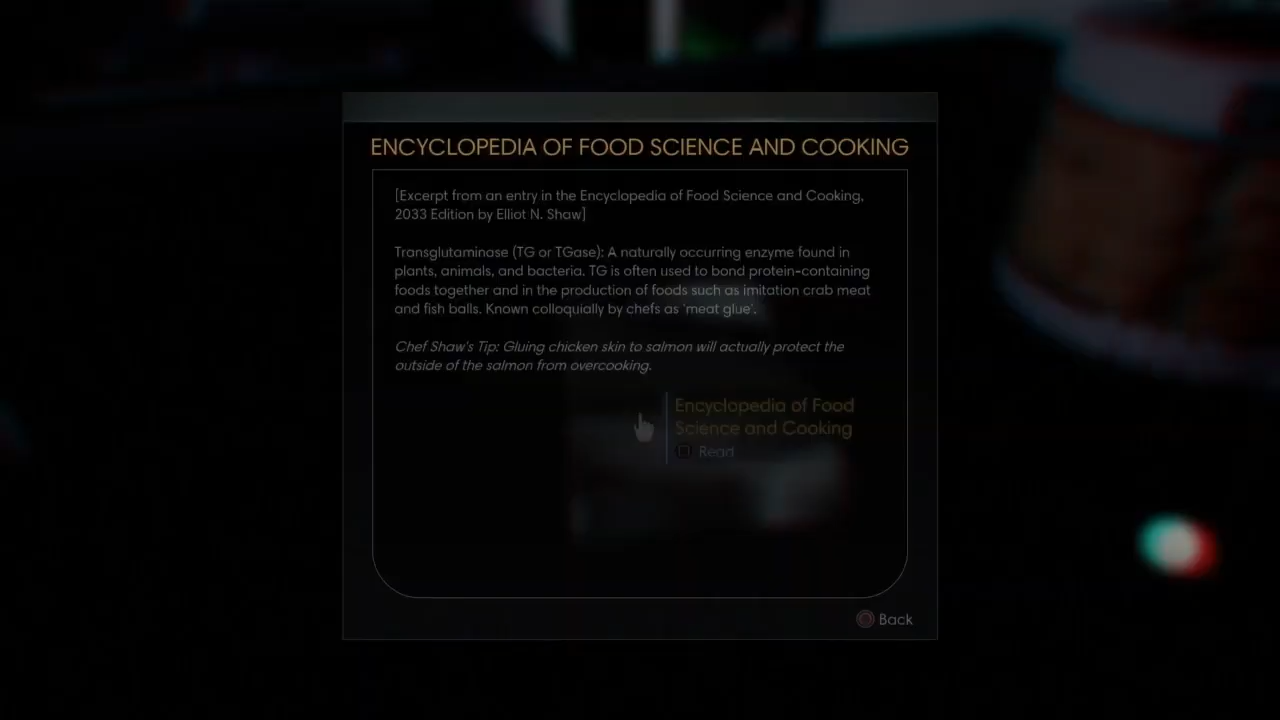 ENCYCLOPEDIA OF FOOD SCIENCE AND COOKING
[Excerpt from an entry in the Encyclopedia of Food Science and Cooking,
2033 Edition by Elliot N. Shaw]
Transglutaminase (TG or TGase): A naturally occurring enzyme found in
plants, animals, and bacteria. TG is often used to bond protein-containing
foods together and in the production of foods such as imitation crab meat
and fish balls. Known colloquially by chefs as 'meat glue'.
Chef Shaw's Tip: Gluing chicken skin to salmon will actually protect the
outside of the salmon from overcooking.
Encyclopedia of Food
Science and Cooking
Read
Back